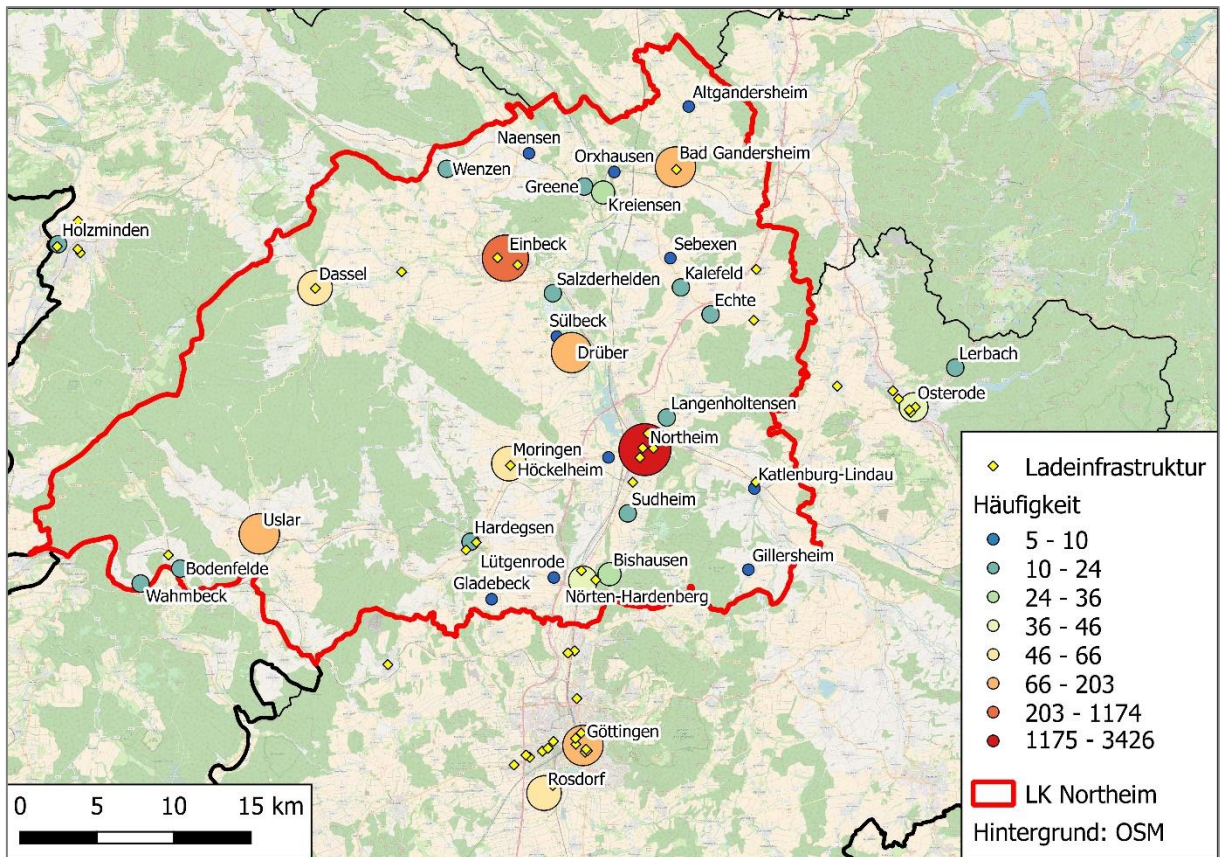 Altgandersheim
Naensen
Orxhausen
Bad Gandersheim
Wenzen
Greene
Kreiensen
Holzminden
Einbeck
Sebexen
Dassel
Salzderhelden
Kalefeld
Echte
Sülbeck
Drüber
Lerbach
Osterode
Langenholtensen
Northeim
Moringen
Höckelheim
Katlenburg-Lindau
Sudheim
Uslar
Hardegsen
Bodenfelde
Lütgenrode
Bishausen
Gillersheim
Wahmbeck
Gladebeck
Nörten-Hardenberg
Göttingen
Rosdorf
0 5 10 15 km
Ladeinfrastruktur
Häufigkeit
5 - 10
10 - 24
24 - 36
36 - 46
46 - 66
66 - 203
203 - 1174
1175 - 3426
LK Northeim
Hintergrund: OSM